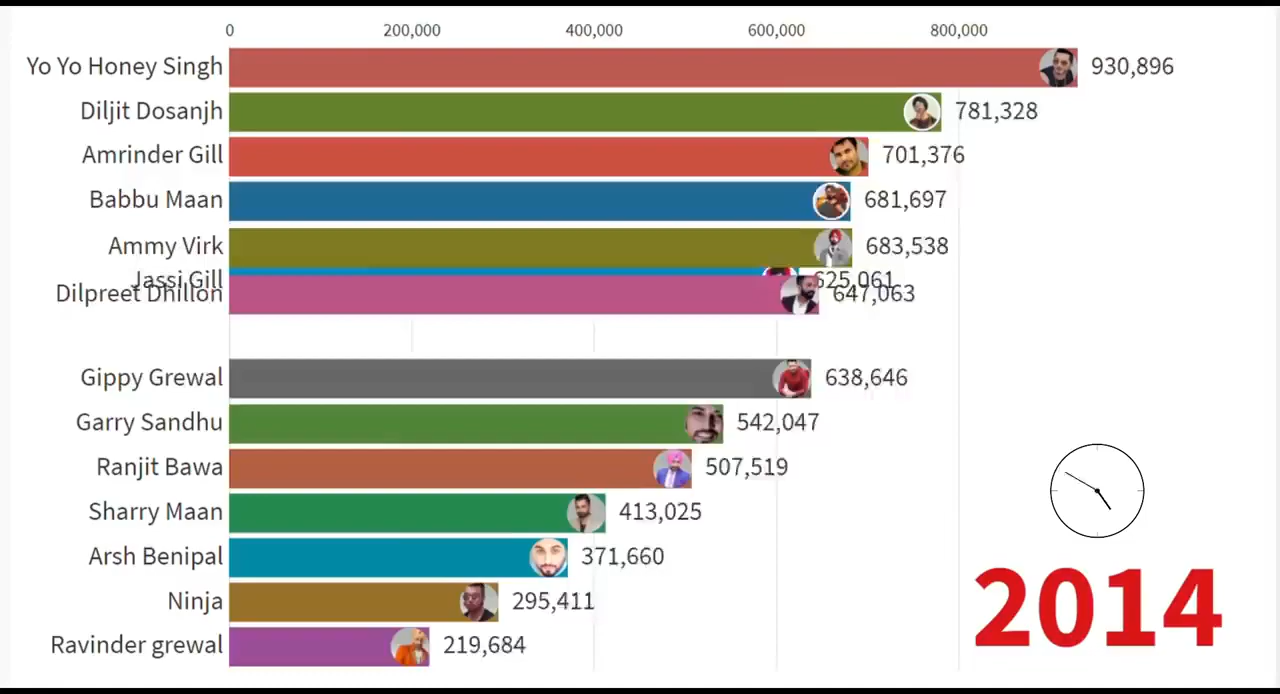 0 200,000 400,000 600,000 800,000
Yo Yo Honey Singh 930,896
Diljit Dosanjh 781,328
Amrinder Gill 701,376
Babbu Maan 681,697
Ammy Virk 683,538
Jassi Gill 625,061
Dilpreet Dhillon 647,063
Gippy Grewal 638,646
Garry Sandhu 542,047
Ranjit Bawa 507,519
Sharry Maan 413,025
Arsh Benipal 371,660
Ninja 295,411
Ravinder grewal 219,684
2014